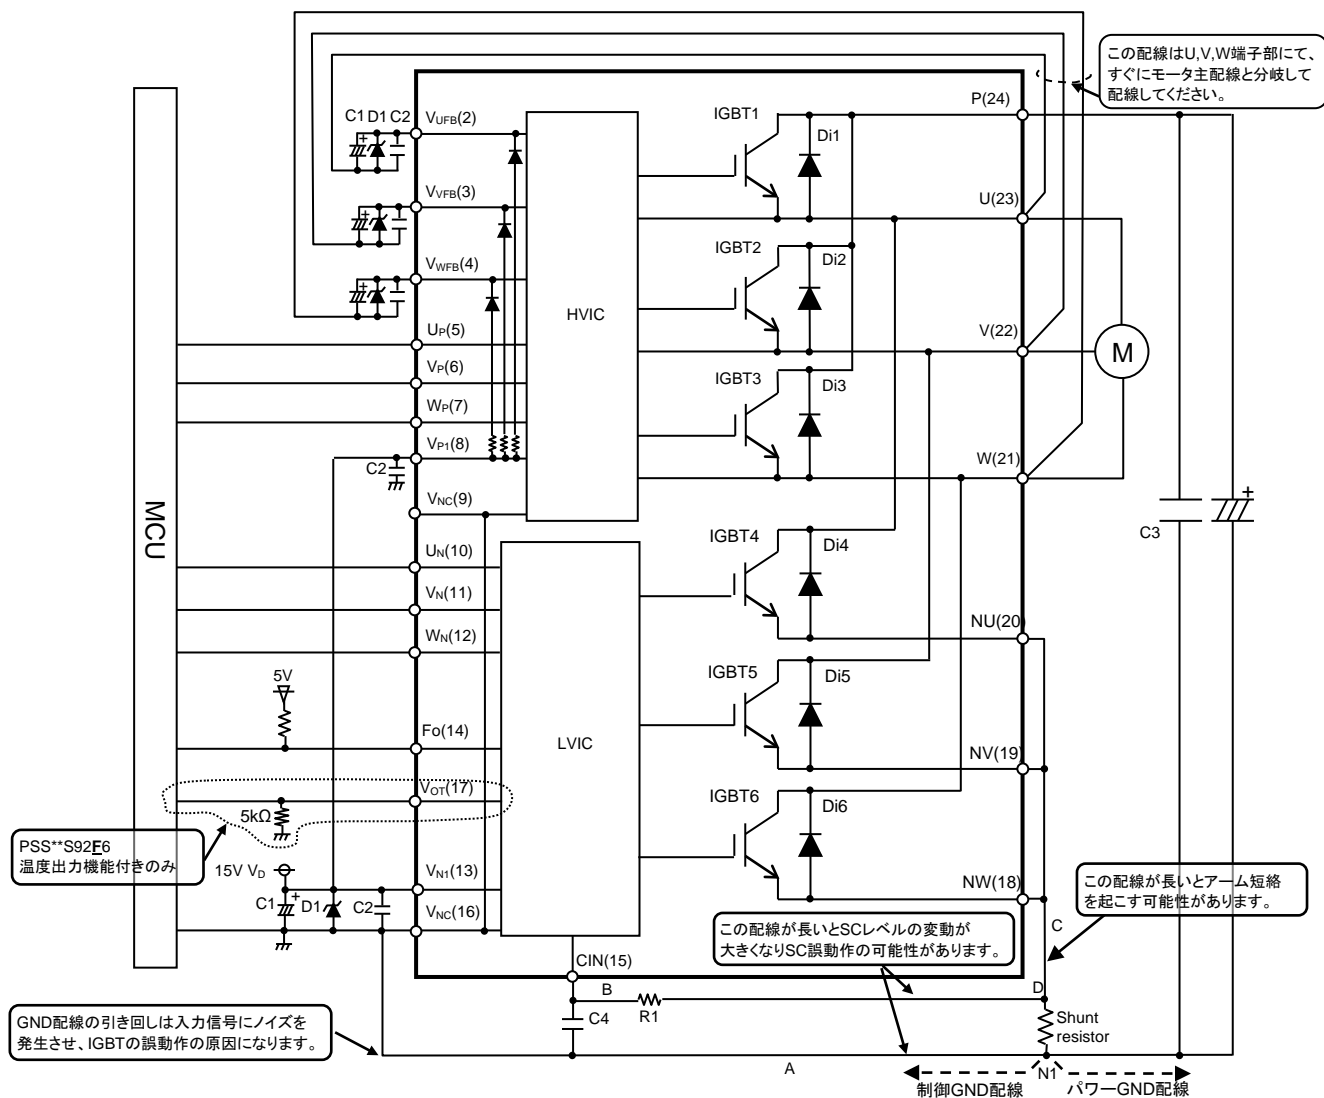 この配線はU,V,W端子部にて、
すぐにモータ主配線と分岐して
配線してください。
P(24)
C1 D1 C2
VUFB(2)
IGBT1
Di1
VVFB(3)
U(23)
IGBT2
Di2
VWFB(4)
HVIC
UP(5)
V(22)
M
VP(6)
IGBT3
Di3
WP(7)
VP1(8)
C2
W(21)
VNC(9)
MCU
C3
+
IGBT4
Di4
UN(10)
VN(11)
WN(12)
NU(20)
5V
IGBT5
Di5
Fo(14)
LVIC
NV(19)
VOT(17)
5kΩ
IGBT6
Di6
PSS**S92F6
温度出力機能付きのみ
15V VD
VN1(13)
NW(18)
C1
+
D1
C2
VNC(16)
この配線が長いとアーム短絡
を起こす可能性があります。
この配線が長いとSCレベルの変動が
大きくなりSC誤動作の可能性があります。
C
CIN(15)
B
R1
D
C4
Shunt
resistor
GND配線の引き回しは入力信号にノイズを
発生させ、IGBTの誤動作の原因になります。
A
N1
制御GND配線
パワーGND配線